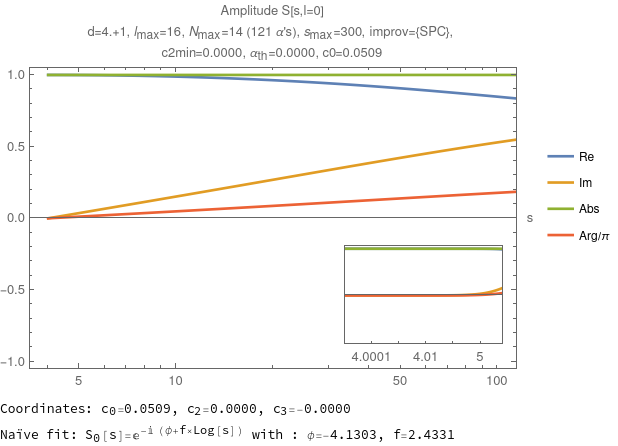 Amplitude S[s,l=0]
d=4.+1, lmax=16, Nmax=14 (121 α's), smax=300, improv={SPC},
c2min=0.0000, αth=0.0000, c0=0.0509
1.0
0.5
0.0
-0.5
-1.0
s
5
10
50
100
Re
Im
Abs
Arg/π
4.0001
4.01
5
Coordinates: c0=0.0509, c2=0.0000, c3=-0.0000
Naïve fit: S0[s]=e^-i (ϕ+f×Log[s]) with : ϕ=-4.1303, f=2.4331